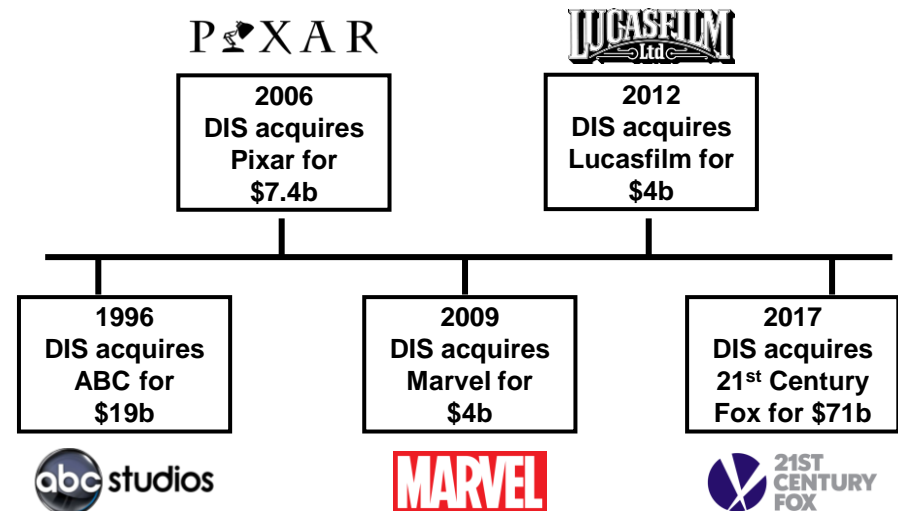 PIXAR
LUCASFILM
Ltd
2006
DIS acquires
Pixar for
$7.4b
2012
DIS acquires
Lucasfilm for
$4b
1996
DIS acquires
ABC for
$19b
2009
DIS acquires
Marvel for
$4b
2017
DIS acquires
21st Century
Fox for $71b
abc studios
MARVEL
21ST
CENTURY
FOX